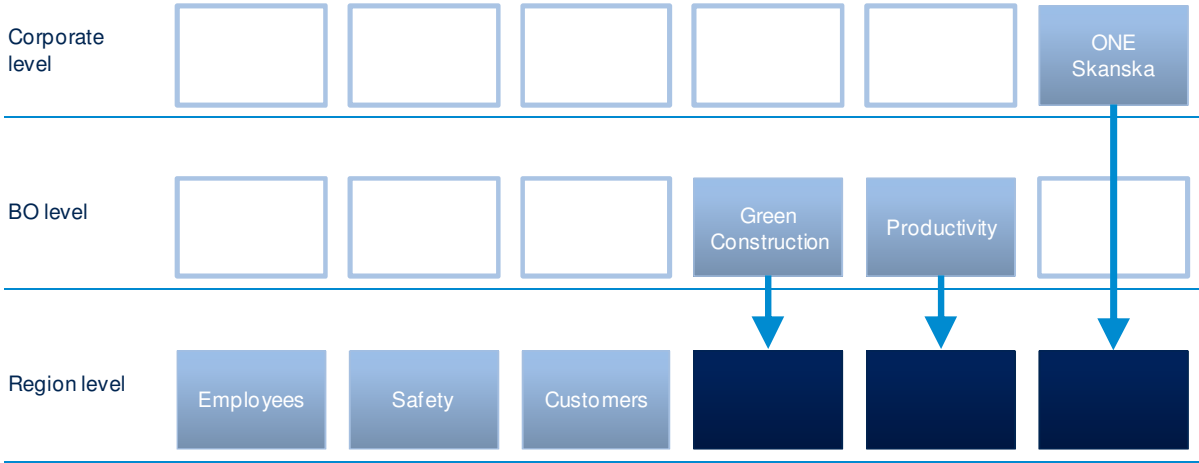 Corporate
level
ONE
Skanska
BO level
Green
Construction
Productivity
Region level
Employees
Safety
Customers